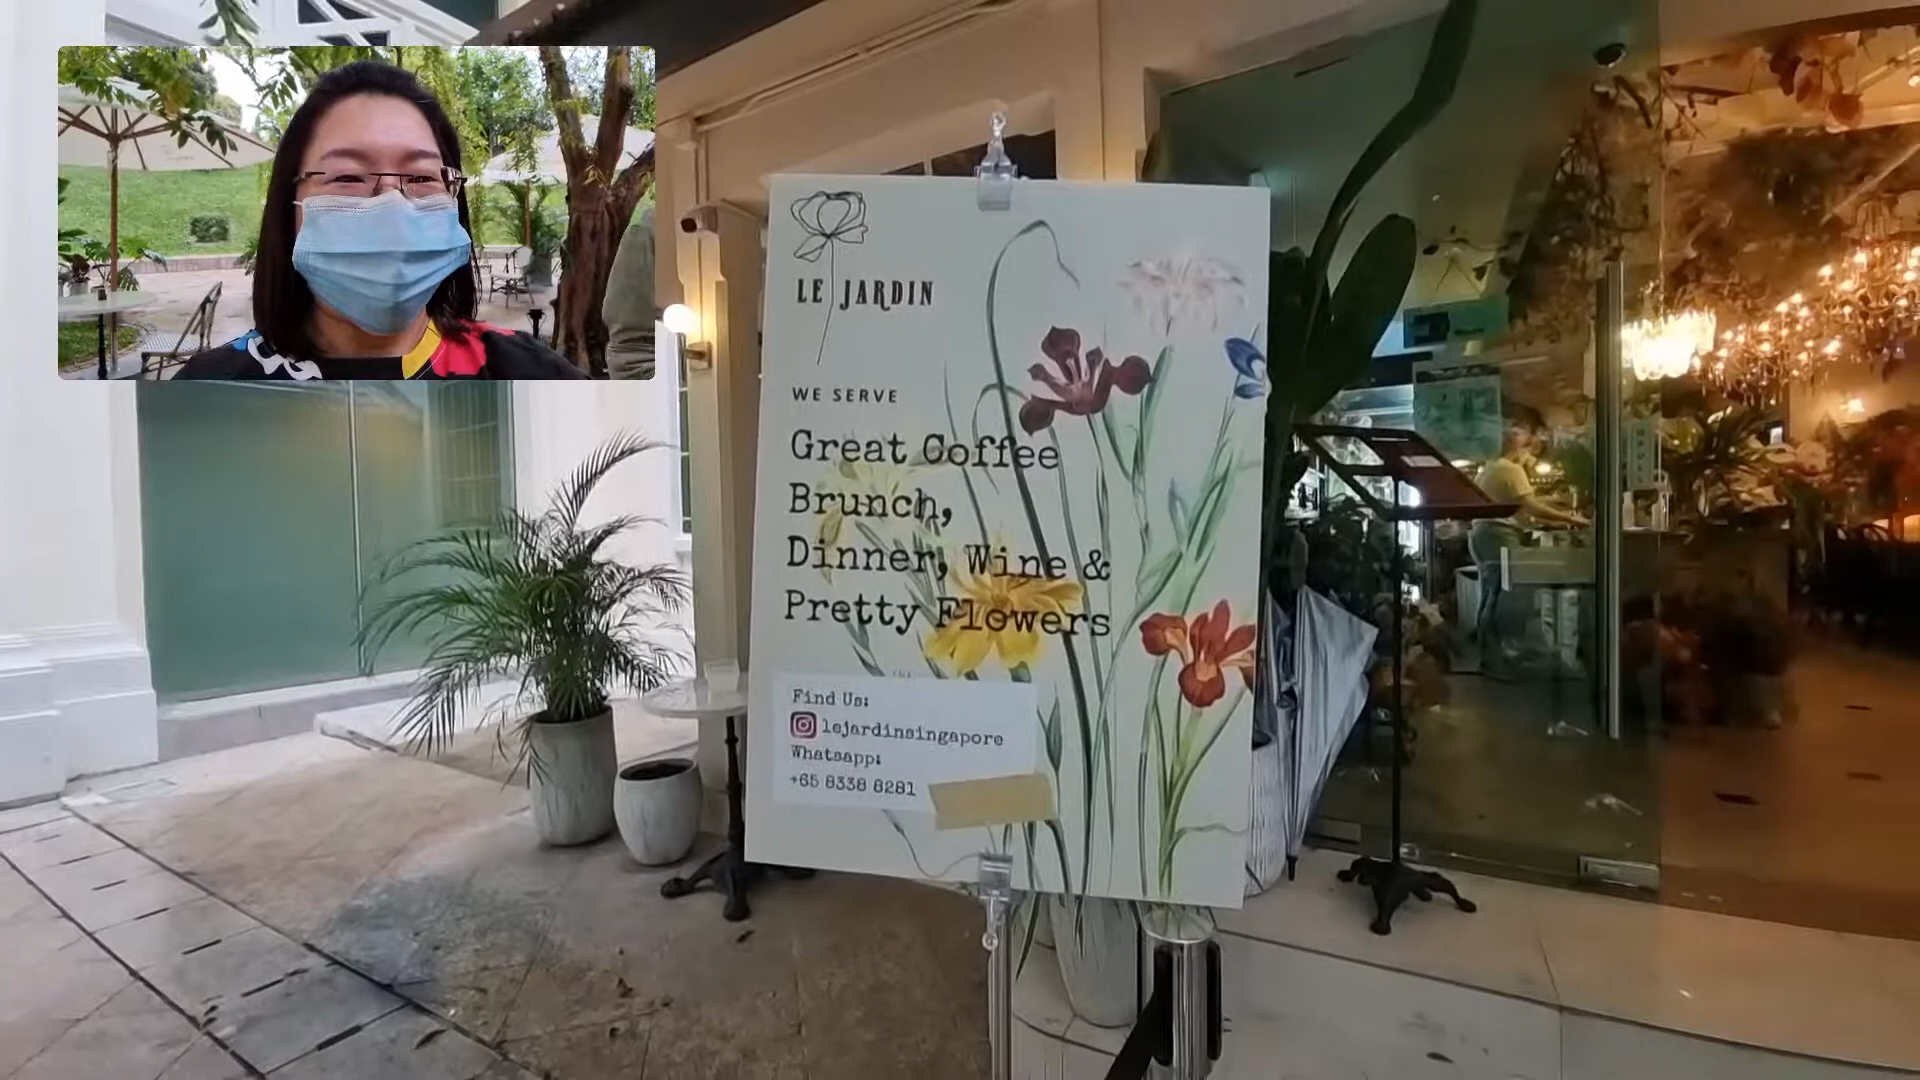 LE JARDIN
WE SERVE
Great Coffee
Brunch,
Dinner, Wine &
Pretty Flowers
Find Us:
lejardinsingapore
Whatsapp:
+65 8338 8281